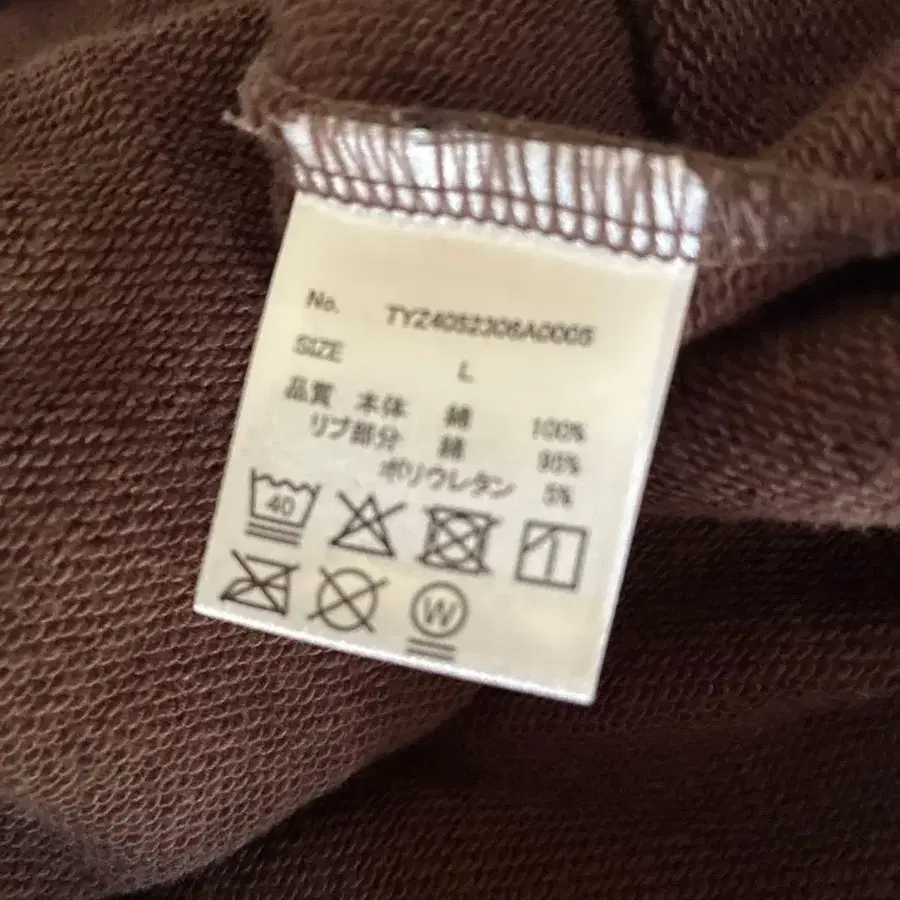 No. TYZ4052308A0005
SIZE L
品質 本体 綿 100%
リブ部分 綿 95%
ポリウレタン 5%
40
W